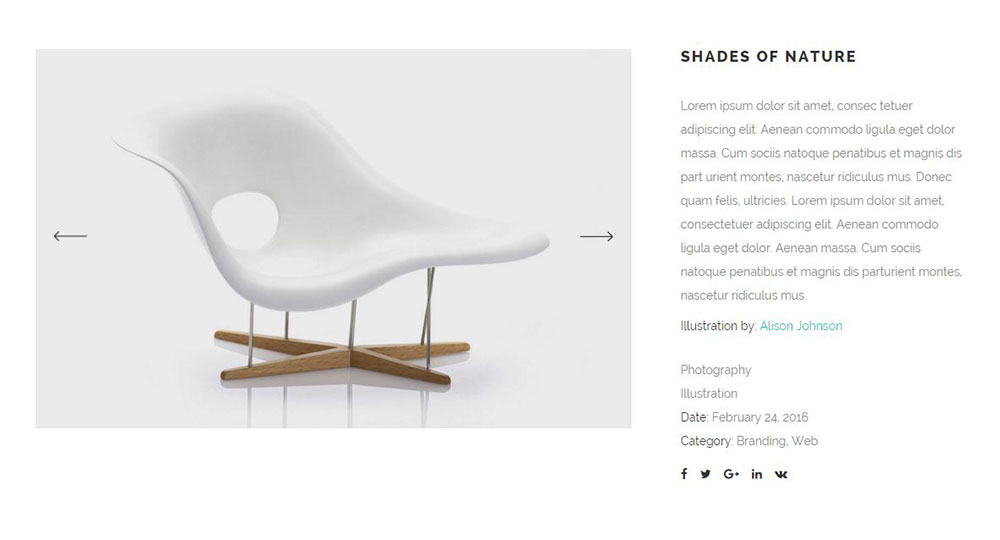 SHADES OF NATURE
Lorem ipsum dolor sit amet, consec tetuer
adipiscing elit. Aenean commodo ligula eget dolor
massa. Cum sociis natoque penatibus et magnis dis
part urient montes, nascetur ridiculus mus. Donec
quam felis, ultricies. Lorem ipsum dolor sit amet,
consectetuer adipiscing elit. Aenean commodo
ligula eget dolor. Aenean massa. Cum sociis
natoque penatibus et magnis dis parturient montes,
nascetur ridiculus mus.
Illustration by: Alison Johnson
Photography
Illustration
Date: February 24, 2016
Category: Branding, Web